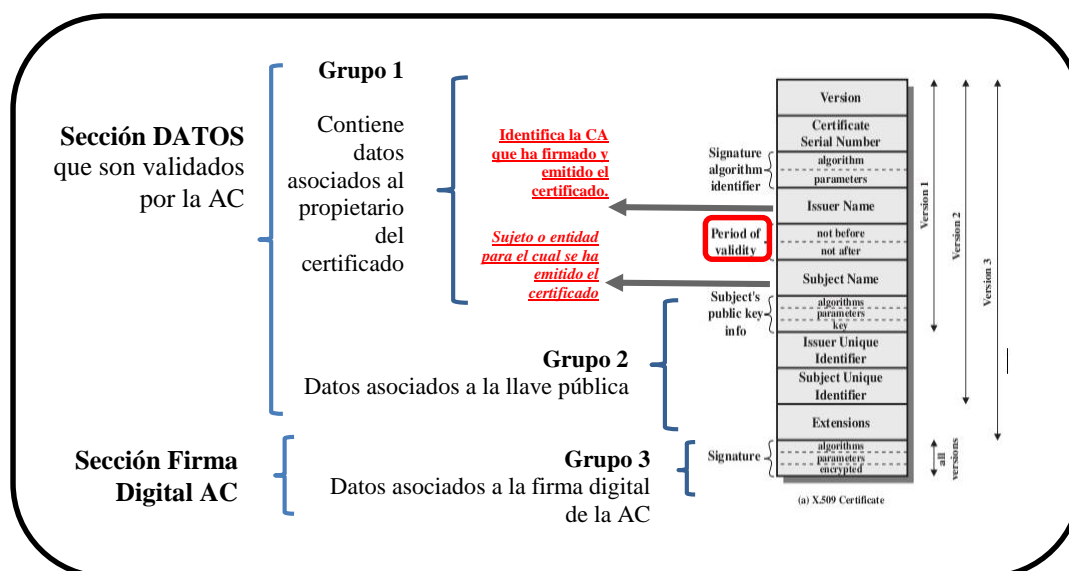 Sección DATOS
que son validados
por la AC
Grupo 1
Contiene
datos
asociados al
propietario
del
certificado
Identifica la CA
que ha firmado y
emitido el
certificado.
Sujeto o entidad
para el cual se ha
emitido el
certificado
Grupo 2
Datos asociados a la llave pública
Sección Firma
Digital AC
Grupo 3
Datos asociados a la firma digital
de la AC
Signature
algorithm
identifier
Period of
validity
Subject's
public key
info
Signature
Version
Certificate
Serial Number
algorithm
parameters
Issuer Name
not before
not after
Subject Name
algorithms
parameters
key
Issuer Unique
Identifier
Subject Unique
Identifier
Extensions
algorithms
parameters
encrypted
Version 1
Version 2
Version 3
all
versions
(a) X.509 Certificate